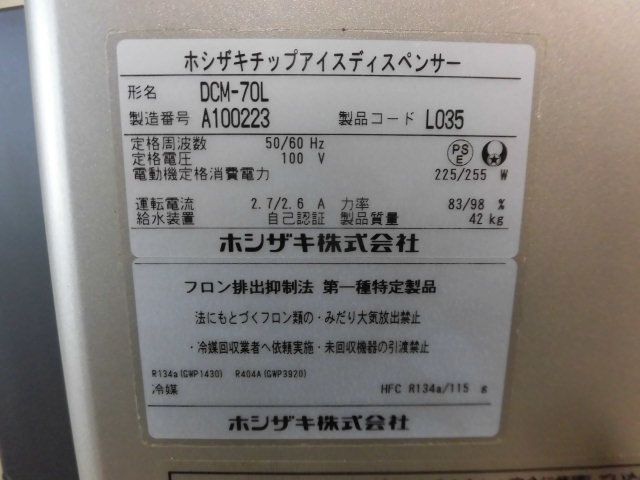 ホシザキチップアイスディスペンサー
形名 DCM-70L
製造番号 A100223 製品コード L035
定格周波数 50/60 Hz
定格電圧 100 V
電動機定格消費電力 225/255 W
PS
E
運転電流 2.7/2.6 A 力率 83/98 %
給水装置 自己認証 製品質量 42 kg
ホシザキ株式会社
フロン排出抑制法 第一種特定製品
法にもとづくフロン類の・みだり大気放出禁止
・冷媒回収業者へ依頼実施・未回収機器の引渡禁止
R134a(GWP1430) R404A(GWP3920)
冷媒 HFC R134a/115 g
ホシザキ株式会社